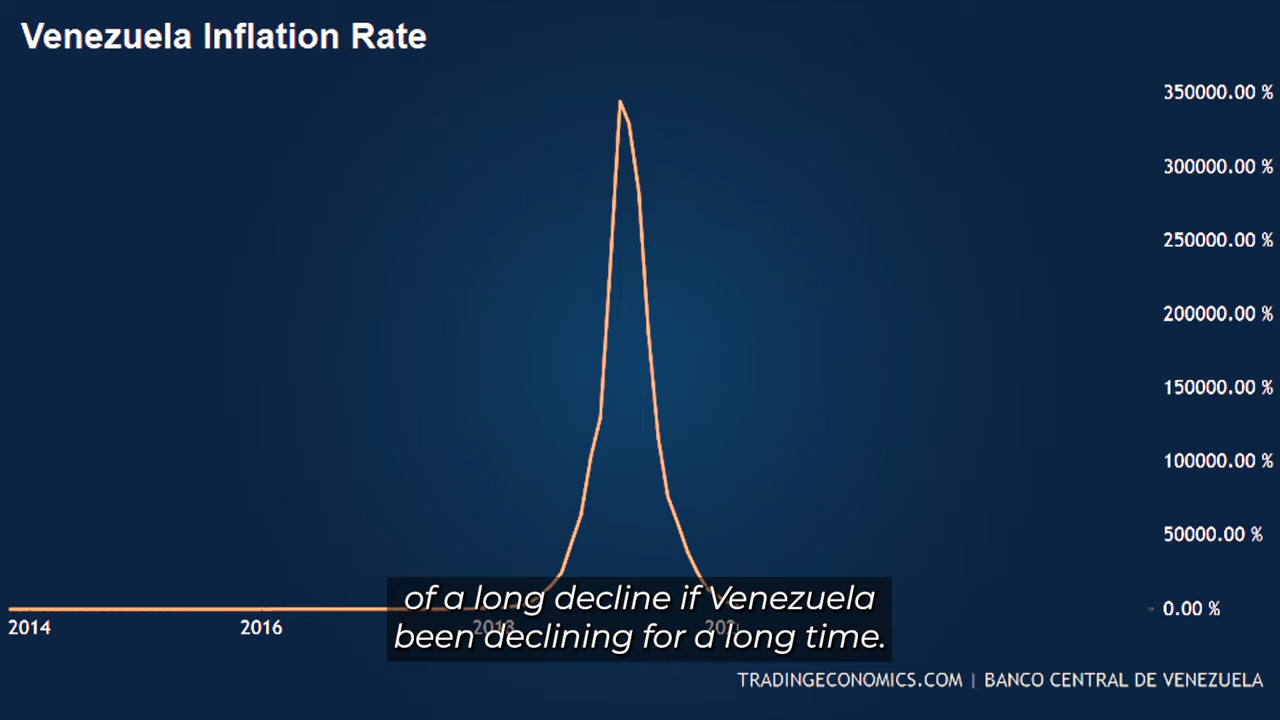 Venezuela Inflation Rate
350000.00 %
300000.00 %
250000.00 %
200000.00 %
150000.00 %
100000.00 %
50000.00 %
0.00 %
of a long decline if Venezuela
been declining for a long time.
2014
2016
2018
TRADINGECONOMICS.COM | BANCO CENTRAL DE VENEZUELA